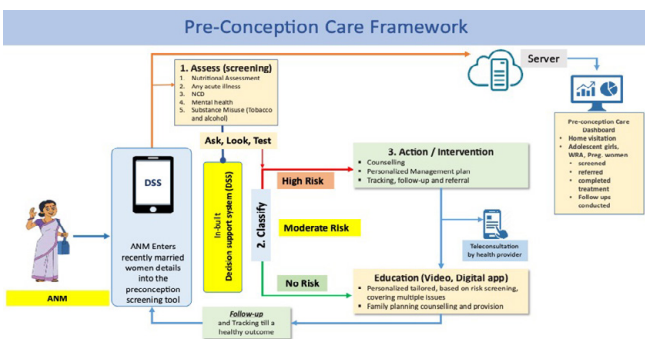 Pre-Conception Care Framework
1. Assess (screening)
1. Nutritional Assessment
2. Any acute illness
3. NCD
4. Mental health
5. Substance Misuse (Tobacco
and alcohol)
Ask, Look, Test
Server
Pre-conception Care
Dashboard
• Home visitation
• Adolescent girls,
WRA, Preg. women
• screened
• referred
• completed
treatment
• Follow ups
conducted
DSS
ANM Enters
recently married
women details
into the
preconception
screening tool
ANM
In-built
Decision support system (DSS)
2. Classify
High Risk
Moderate Risk
No Risk
3. Action / Intervention
• Counselling
• Personalized Management plan
• Tracking, follow-up and referral
Teleconsultation
by health provider
Education (Video, Digital app)
• Personalized tailored, based on risk screening,
covering multiple issues
• Family planning counselling and provision
Follow-up
and Tracking till a
healthy outcome